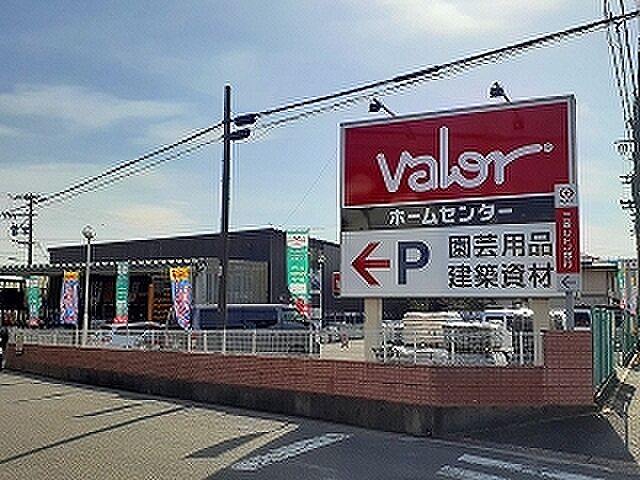 valor
ホームセンター
P 園芸用品
建築資材